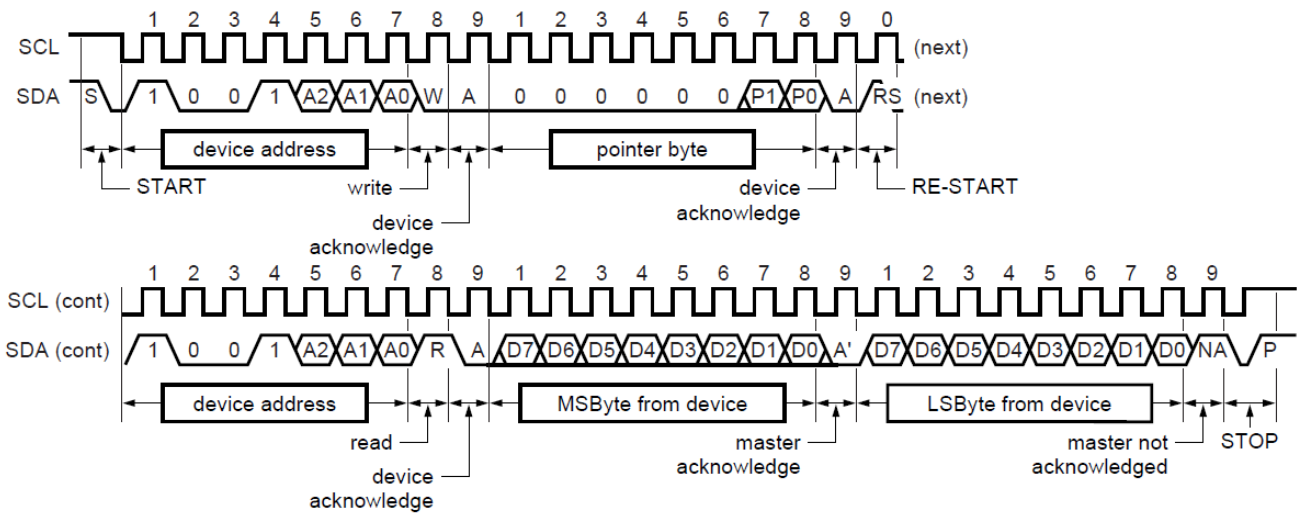 1 2 3 4 5 6 7 8 9 1 2 3 4 5 6 7 8 9 0
SCL (next)
SDA S 1 0 0 1 A2 A1 A0 W A 0 0 0 0 0 0 P1 P0 A RS (next)
device address pointer byte
START write device RE-START
acknowledge
device
acknowledge
1 2 3 4 5 6 7 8 9 1 2 3 4 5 6 7 8 9 1 2 3 4 5 6 7 8 9
SCL (cont)
SDA (cont) 1 0 0 1 A2 A1 A0 R A D7 D6 D5 D4 D3 D2 D1 D0 A' D7 D6 D5 D4 D3 D2 D1 D0 NA P
device address MSByte from device LSByte from device
read master master not STOP
acknowledge acknowledged
device
acknowledge